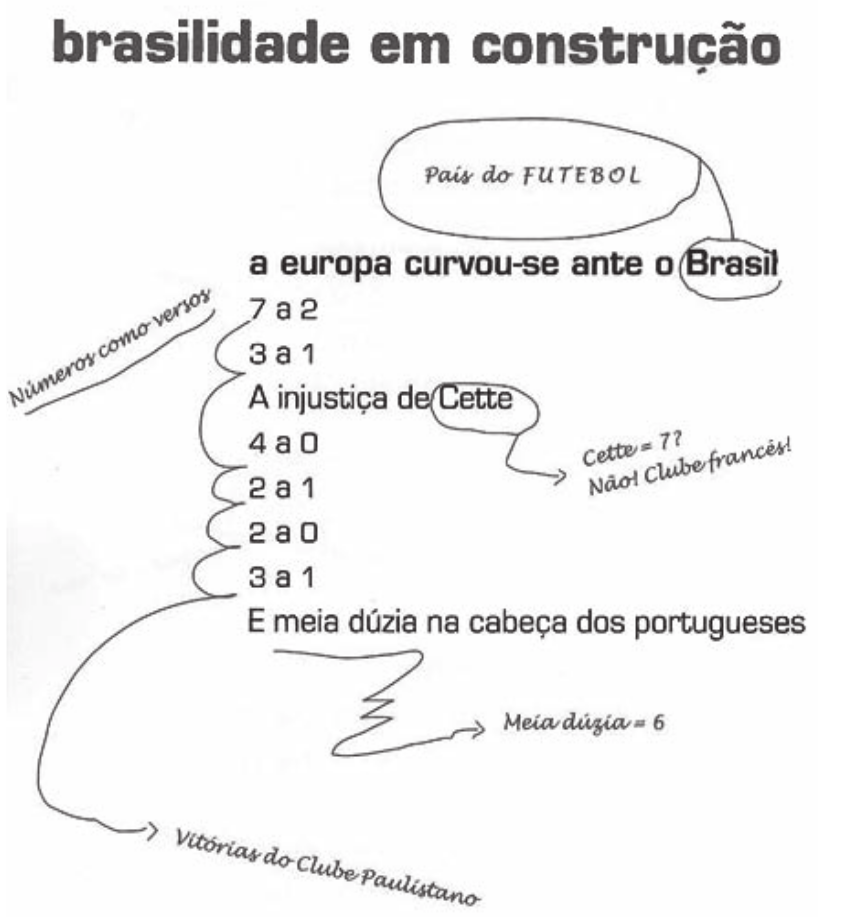 brasilidade em construção
País do FUTEBOL
a europa curvou-se ante o Brasil
Números como versos
7 a 2
3 a 1
A injustiça de Cette
4 a 0
Cette = 7?
Não! Clube francês!
2 a 1
2 a 0
3 a 1
E meia dúzia na cabeça dos portugueses
Meia dúzia = 6
Vitórias do Clube Paulistano